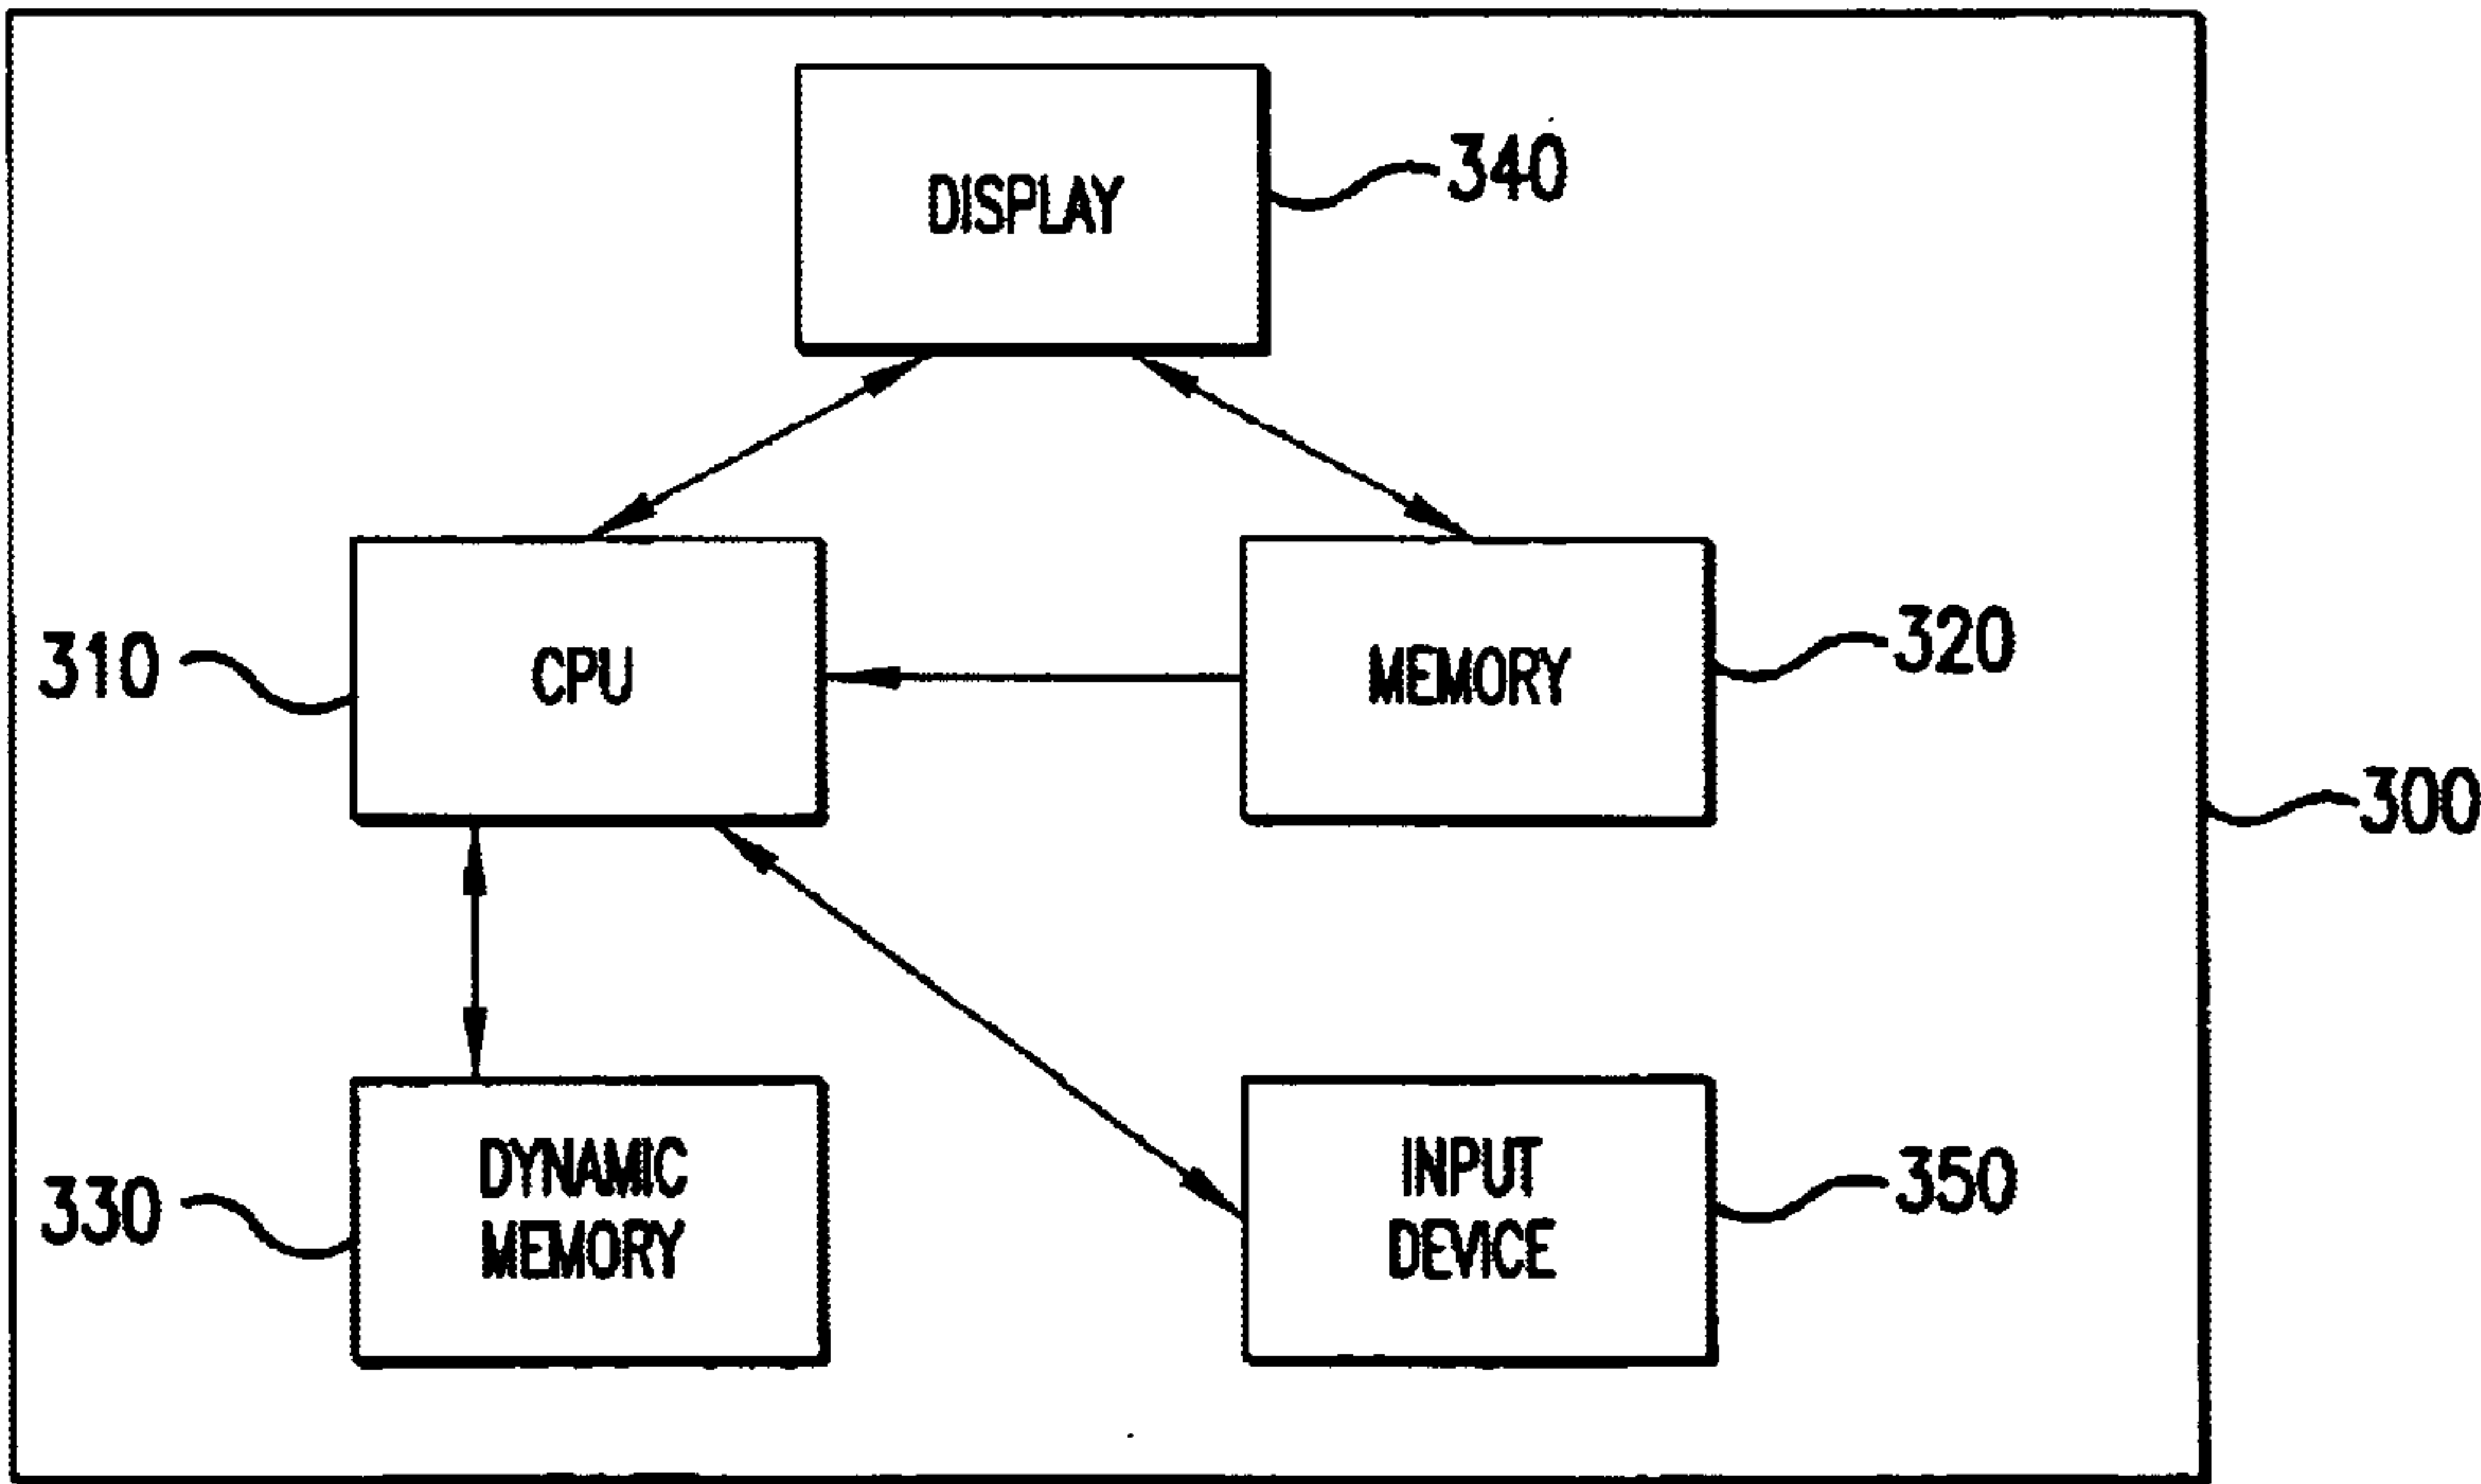 DISPLAY
340
310
CPU
MEMORY
320
300
330
DYNAMIC
MEMORY
INPUT
DEVICE
350